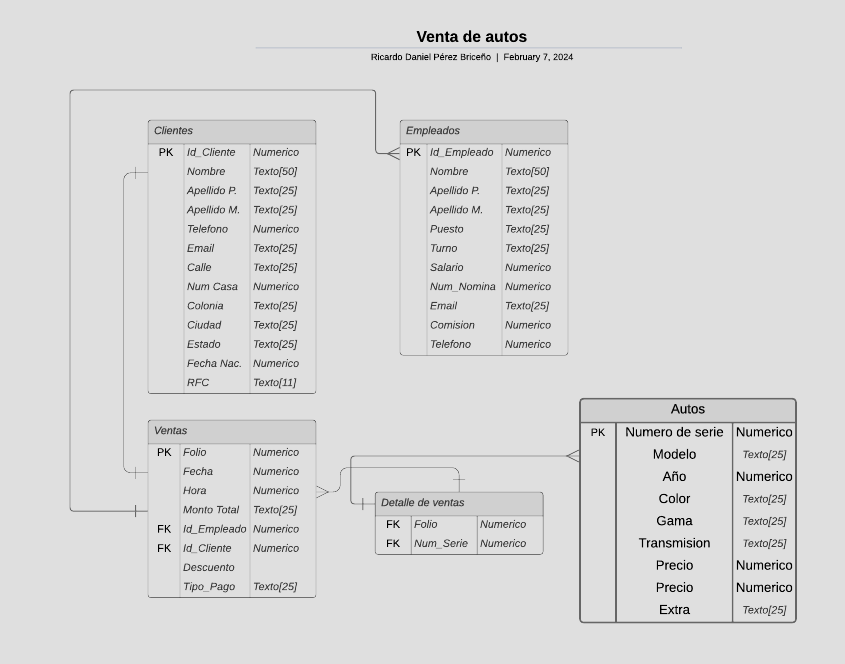 Venta de autos
Ricardo Daniel Pérez Briceño | February 7, 2024
Clientes
PK Id_Cliente Numerico
Nombre Texto[50]
Apellido P. Texto[25]
Apellido M. Texto[25]
Telefono Numerico
Email Texto[25]
Calle Texto[25]
Num Casa Numerico
Colonia Texto[25]
Ciudad Texto[25]
Estado Texto[25]
Fecha Nac. Numerico
RFC Texto[11]
Empleados
PK Id_Empleado Numerico
Nombre Texto[50]
Apellido P. Texto[25]
Apellido M. Texto[25]
Puesto Texto[25]
Turno Texto[25]
Salario Numerico
Num_Nomina Numerico
Email Texto[25]
Comision Numerico
Telefono Numerico
Ventas
PK Folio Numerico
Fecha Numerico
Hora Numerico
Monto Total Texto[25]
FK Id_Empleado Numerico
FK Id_Cliente Numerico
Descuento
Tipo_Pago Texto[25]
Detalle de ventas
FK Folio Numerico
FK Num_Serie Numerico
Autos
PK Numero de serie Numerico
Modelo Texto[25]
Año Numerico
Color Texto[25]
Gama Texto[25]
Transmision Texto[25]
Precio Numerico
Precio Numerico
Extra Texto[25]